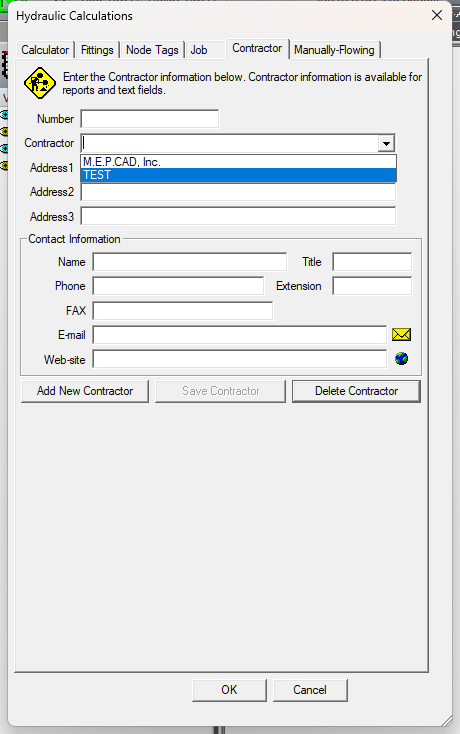 Hydraulic Calculations
Calculator
Fittings
Node Tags
Job
Contractor
Manually-Flowing
Enter the Contractor information below. Contractor information is available for
reports and text fields.
Number
Contractor
M.E.P.CAD, Inc.
Address1
TEST
Address2
Address3
Contact Information
Name
Title
Phone
Extension
FAX
E-mail
Web-site
Add New Contractor
Save Contractor
Delete Contractor
OK
Cancel